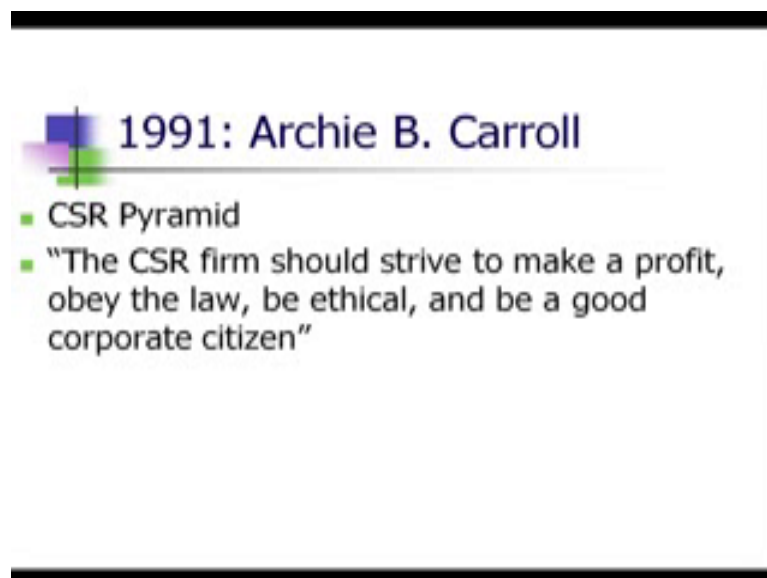 1991: Archie B. Carroll
CSR Pyramid
“The CSR firm should strive to make a profit,
obey the law, be ethical, and be a good
corporate citizen”